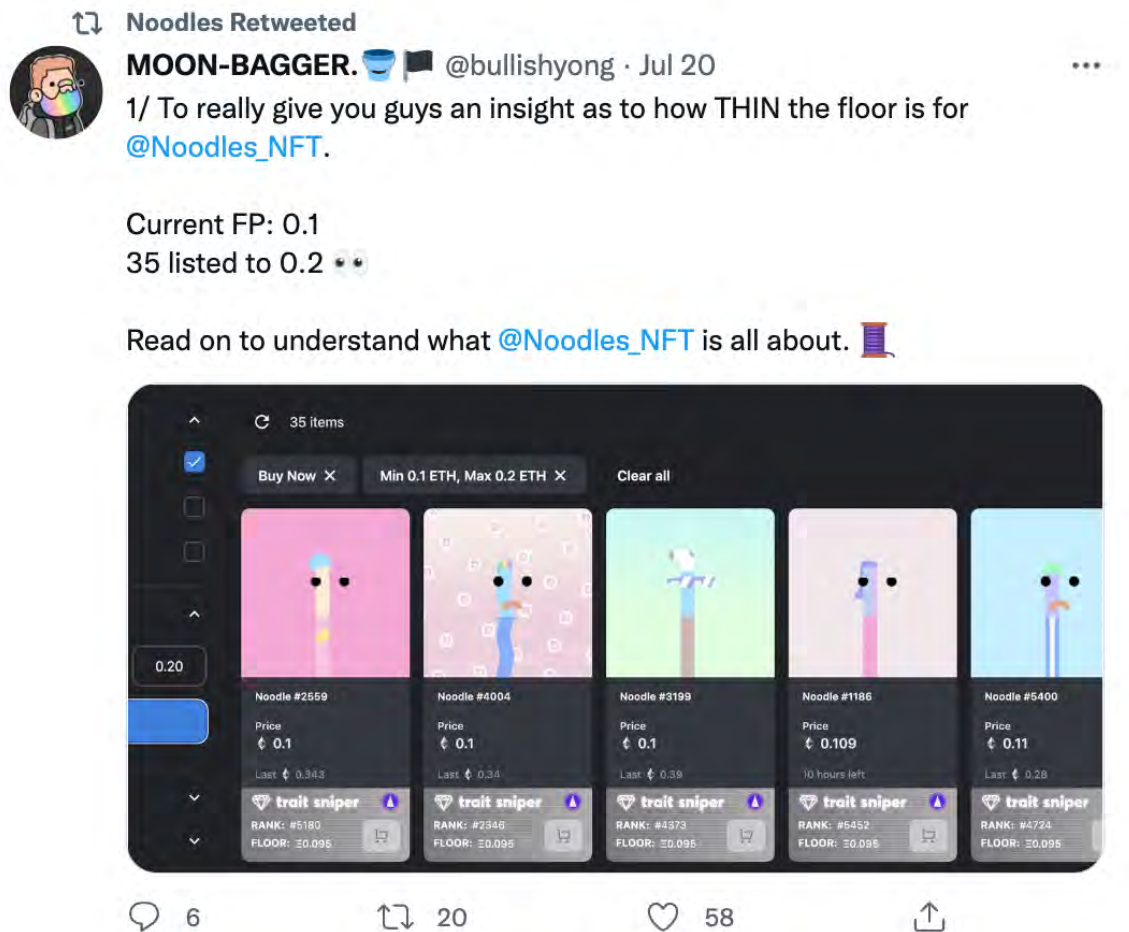 Noodles Retweeted
MOON-BAGGER. @bullishyong · Jul 20
1/ To really give you guys an insight as to how THIN the floor is for
@Noodles_NFT.
Current FP: 0.1
35 listed to 0.2 👀
Read on to understand what @Noodles_NFT is all about. 🧵
35 items
Buy Now ✕ Min 0.1 ETH, Max 0.2 ETH ✕ Clear all
0.20
Noodle #2559 Noodle #4004 Noodle #3199 Noodle #1186 Noodle #5400
Price Price Price Price Price
0.1 0.1 0.1 0.109 0.11
Last 0.343 Last 0.34 Last 0.39 10 hours left Last 0.28
trait sniper trait sniper trait sniper trait sniper trait sniper
RANK: #5180 RANK: #2346 RANK: #4373 RANK: #5452 RANK: #4724
FLOOR: Ξ0.095 FLOOR: Ξ0.095 FLOOR: Ξ0.095 FLOOR: Ξ0.095 FLOOR: Ξ0.095
6 20 58